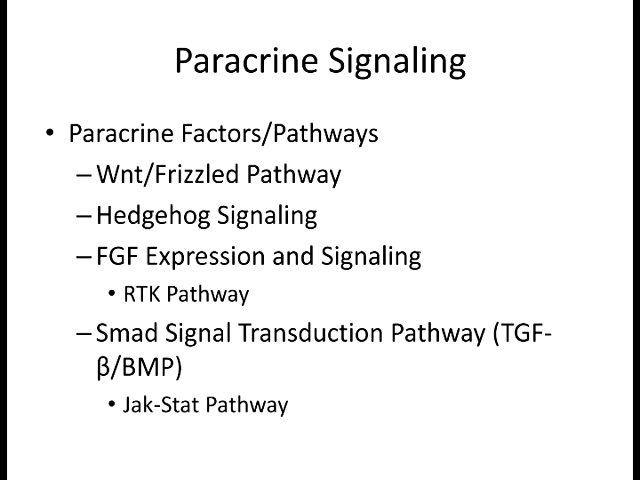 Paracrine Signaling
• Paracrine Factors/Pathways
– Wnt/Frizzled Pathway
– Hedgehog Signaling
– FGF Expression and Signaling
• RTK Pathway
– Smad Signal Transduction Pathway (TGF-
β/BMP)
• Jak-Stat Pathway